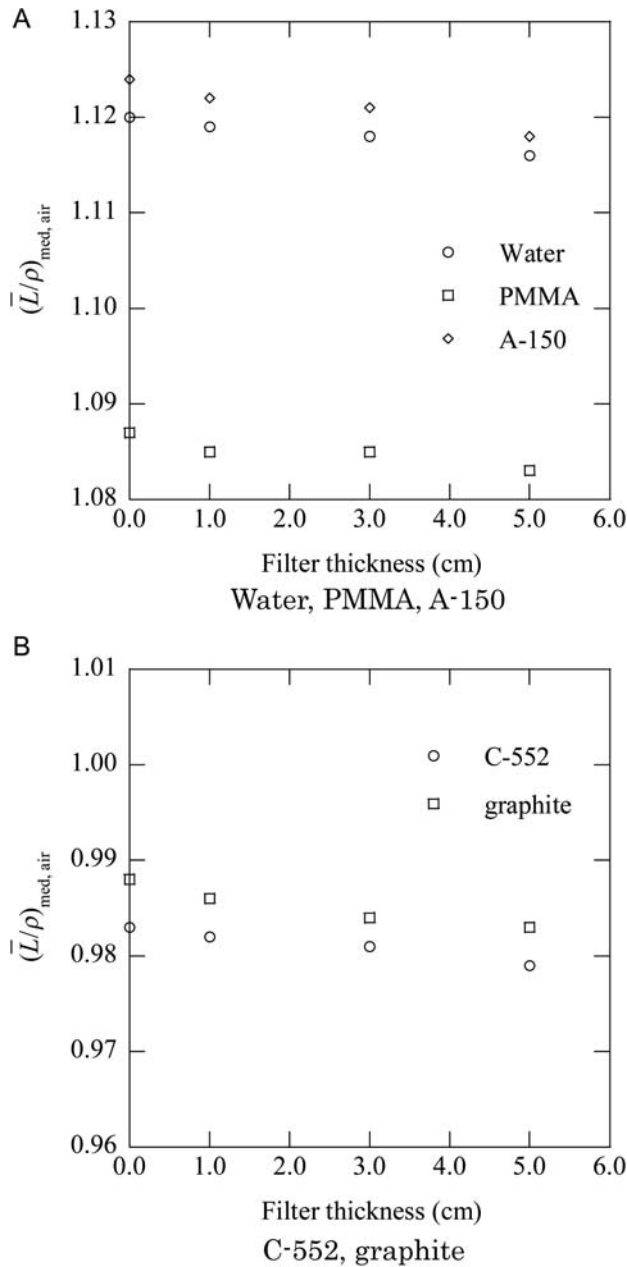 A
1.13
1.12
1.11
1.10
1.09
1.08
(L̅/ρ)med, air
Water
PMMA
A-150
0.0 1.0 2.0 3.0 4.0 5.0 6.0
Filter thickness (cm)
Water, PMMA, A-150
B
1.01
1.00
0.99
0.98
0.97
0.96
(L̅/ρ)med, air
C-552
graphite
0.0 1.0 2.0 3.0 4.0 5.0 6.0
Filter thickness (cm)
C-552, graphite